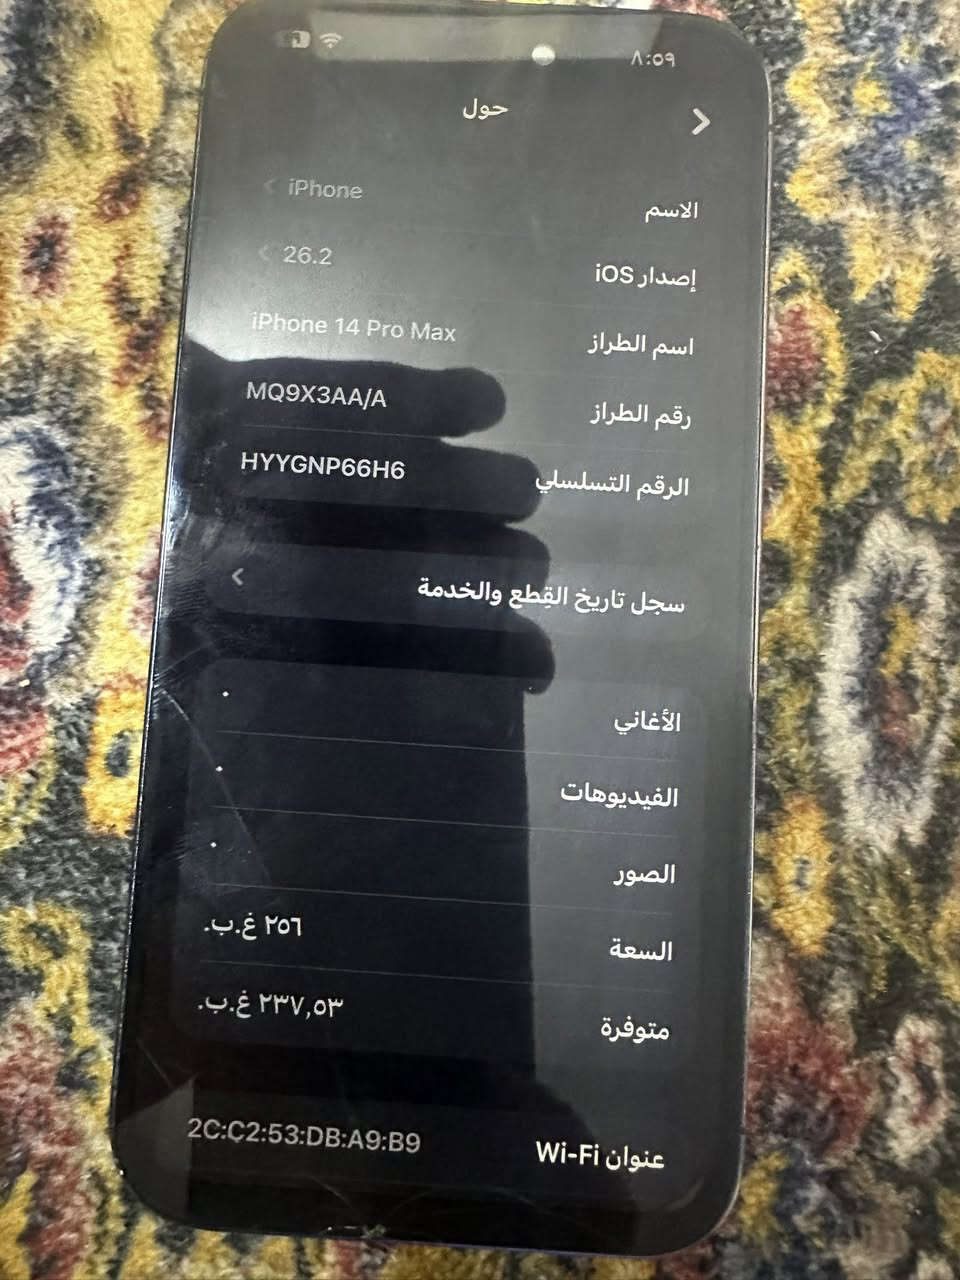 ٨:٥٩
حول
الاسم iPhone
إصدار iOS 26.2
اسم الطراز iPhone 14 Pro Max
رقم الطراز MQ9X3AA/A
الرقم التسلسلي HYYGNP66H6
سجل تاريخ القِطع والخدمة
الأغاني ٠
الفيديوهات ٠
الصور ٠
السعة ٢٥٦ غ.ب.
متوفرة ٢٣٧,٥٣ غ.ب.
عنوان Wi-Fi 2C:C2:53:DB:A9:B9